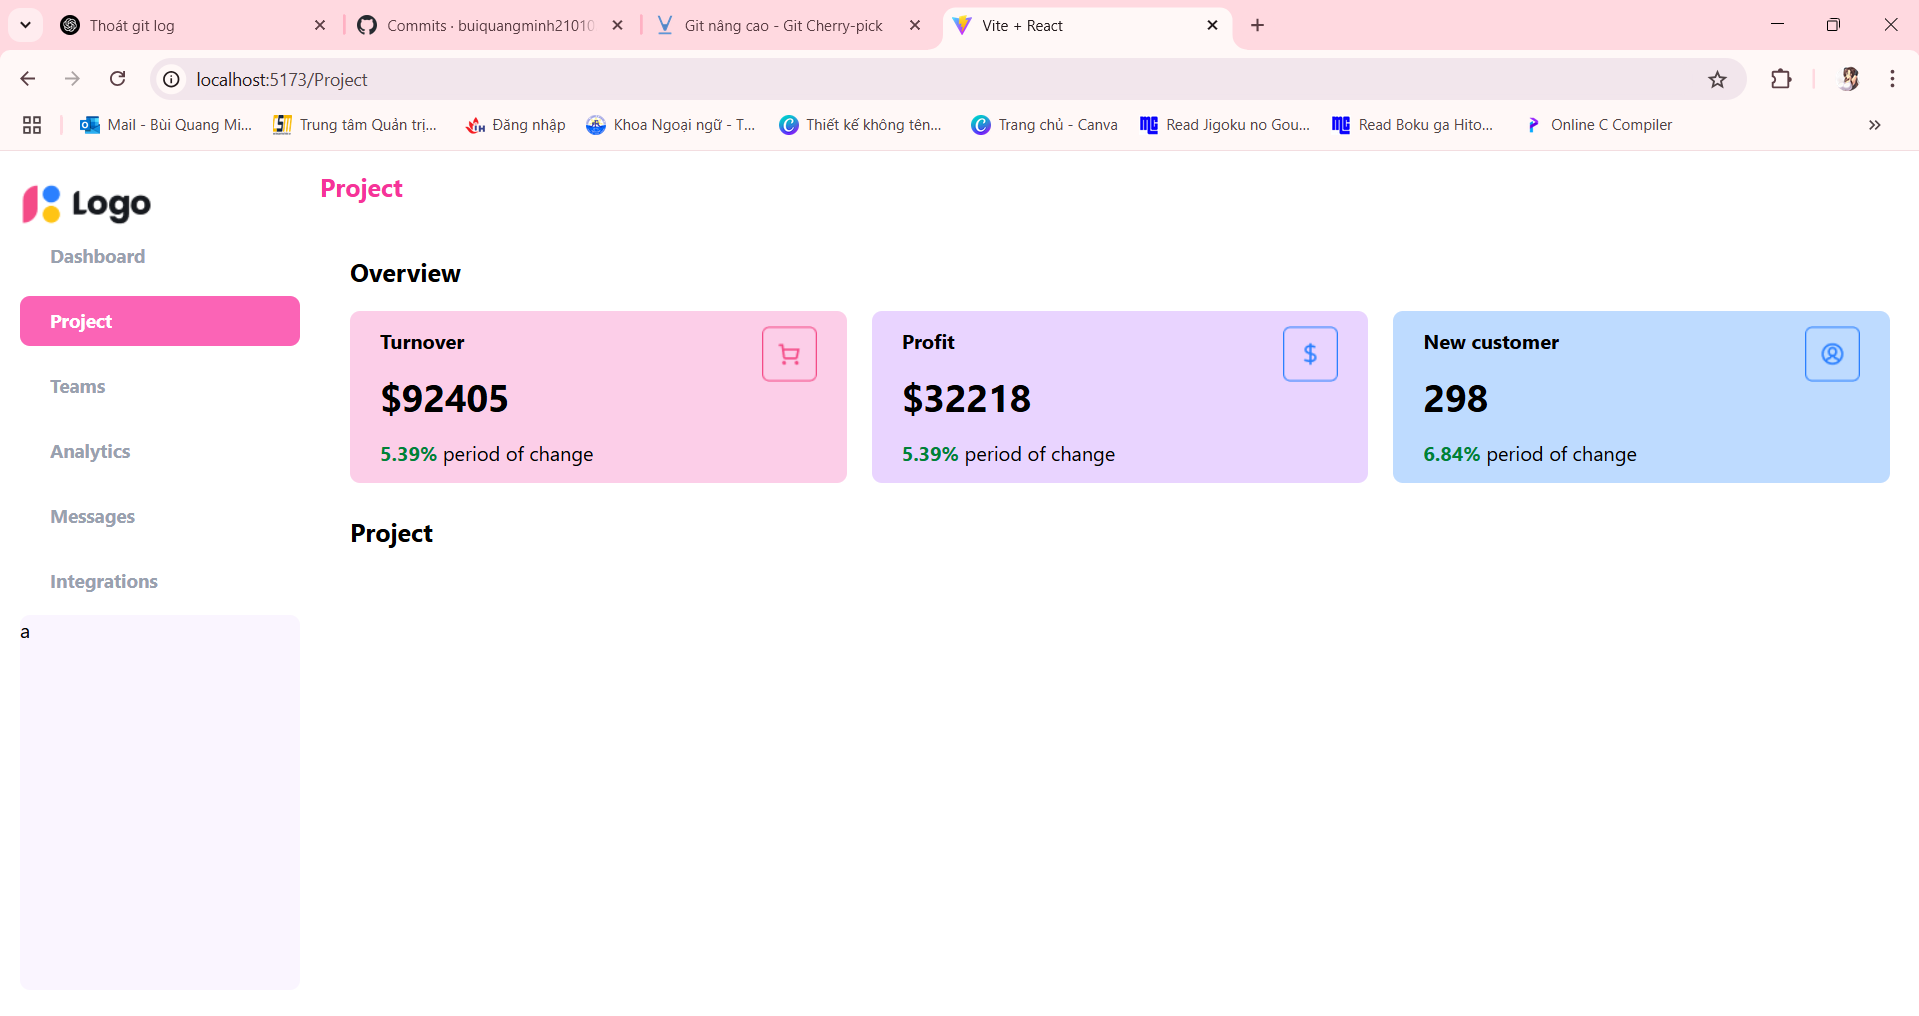 Thoát git log
Commits · buiquangminh21010
Git nâng cao - Git Cherry-pick
Vite + React
localhost:5173/Project
Mail - Bùi Quang Mi...
Trung tâm Quản trị...
Đăng nhập
Khoa Ngoại ngữ - T...
Thiết kế không tên...
Trang chủ - Canva
Read Jigoku no Gou...
Read Boku ga Hito...
Online C Compiler
Logo
Dashboard
Project
Teams
Analytics
Messages
Integrations
a
Project
Overview
Turnover
$92405
5.39% period of change
Profit
$32218
5.39% period of change
New customer
298
6.84% period of change
Project